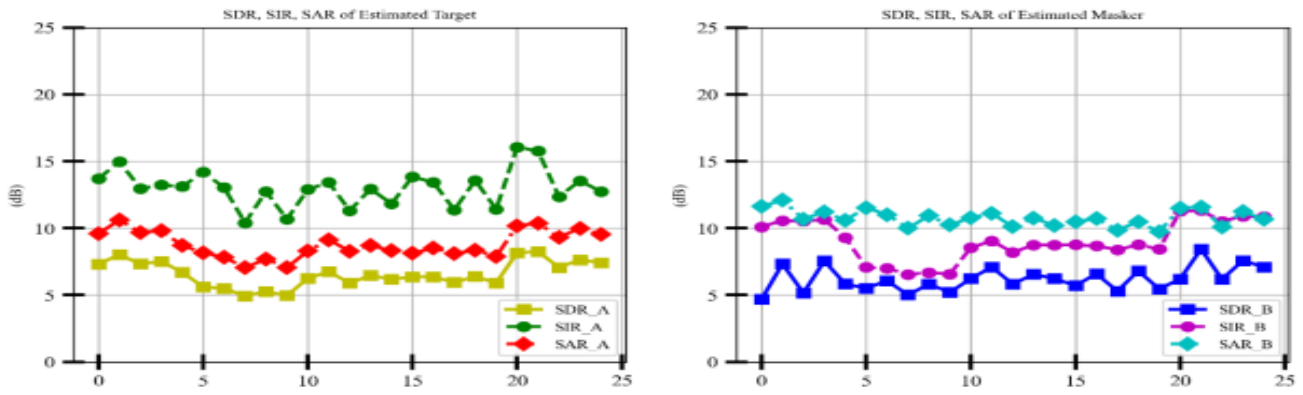 SDR, SIR, SAR of Estimated Target
25
20
15
10
5
0
(dB)
0 5 10 15 20 25
SDR_A
SIR_A
SAR_A
SDR, SIR, SAR of Estimated Masker
25
20
15
10
5
0
(dB)
0 5 10 15 20 25
SDR_B
SIR_B
SAR_B